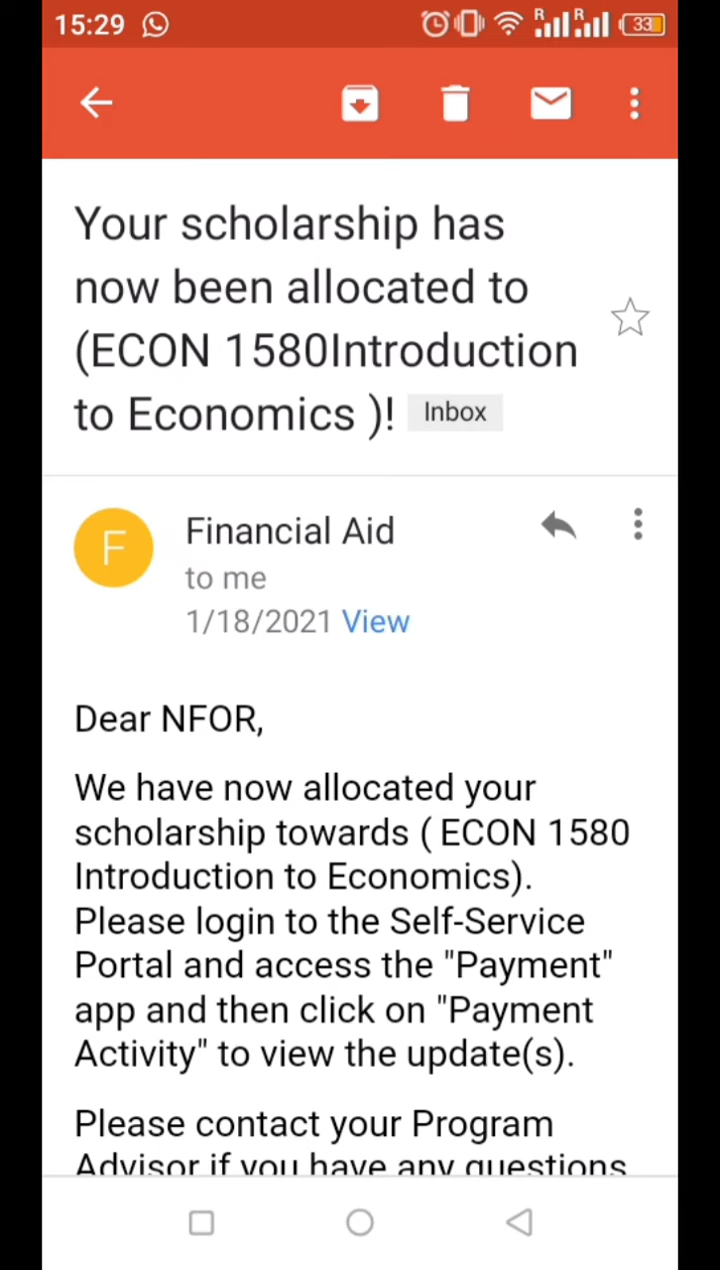 15:29
R R 33
Your scholarship has
now been allocated to
(ECON 1580Introduction
to Economics )! Inbox
F Financial Aid
to me
1/18/2021 View
Dear NFOR,
We have now allocated your
scholarship towards ( ECON 1580
Introduction to Economics).
Please login to the Self-Service
Portal and access the "Payment"
app and then click on "Payment
Activity" to view the update(s).
Please contact your Program
Advisor if you have any questions